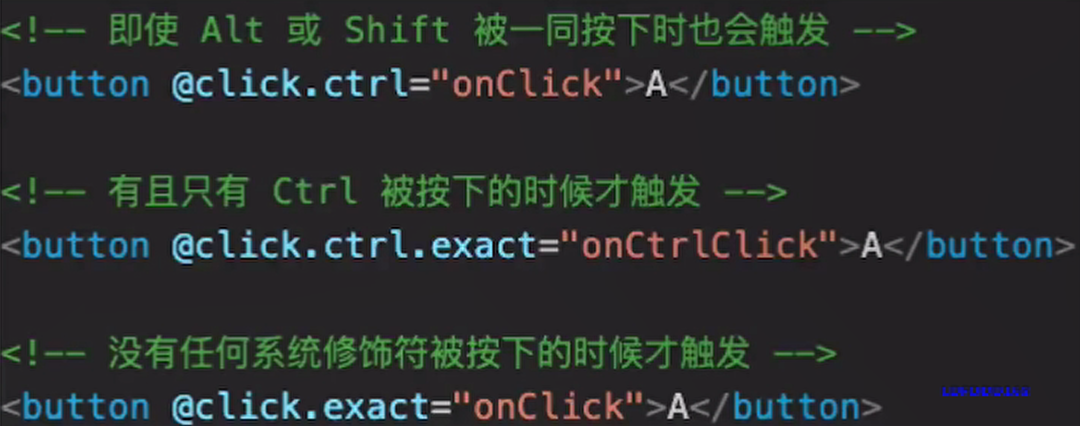 <!-- 即使 Alt 或 Shift 被一同按下时也会触发 -->
<button @click.ctrl="onClick">A</button>
<!-- 有且只有 Ctrl 被按下的时候才触发 -->
<button @click.ctrl.exact="onCtrlClick">A</button>
<!-- 没有任何系统修饰符被按下的时候才触发 -->
<button @click.exact="onClick">A</button>